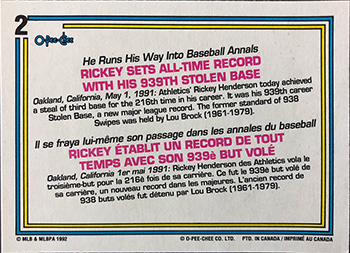 2
O-PEE-CHEE
He Runs His Way Into Baseball Annals
RICKEY SETS ALL-TIME RECORD
WITH HIS 939TH STOLEN BASE
Oakland, California, May 1, 1991: Athletics' Rickey Henderson today achieved
a steal of third base for the 216th time in his career. It was his 939th career
Stolen Base, a new major league record. The former standard of 938
Swipes was held by Lou Brock (1961-1979).
Il se fraya lui-même son passage dans les annales du baseball
RICKEY ÉTABLIT UN RECORD DE TOUT
TEMPS AVEC SON 939è BUT VOLÉ
Oakland, California 1er mai 1991: Rickey Henderson des Athletics vola le
troisième-but pour la 216è fois de sa carrière. Ce fut le 939è but volé de
sa carrière, un nouveau record dans les majeures. L'ancien record de
938 buts volés fut détenu par Lou Brock (1961-1979).
© MLB & MLBPA 1992
© O-PEE-CHEE CO. LTD.
PTD. IN CANADA / IMPRIMÉ AU CANADA